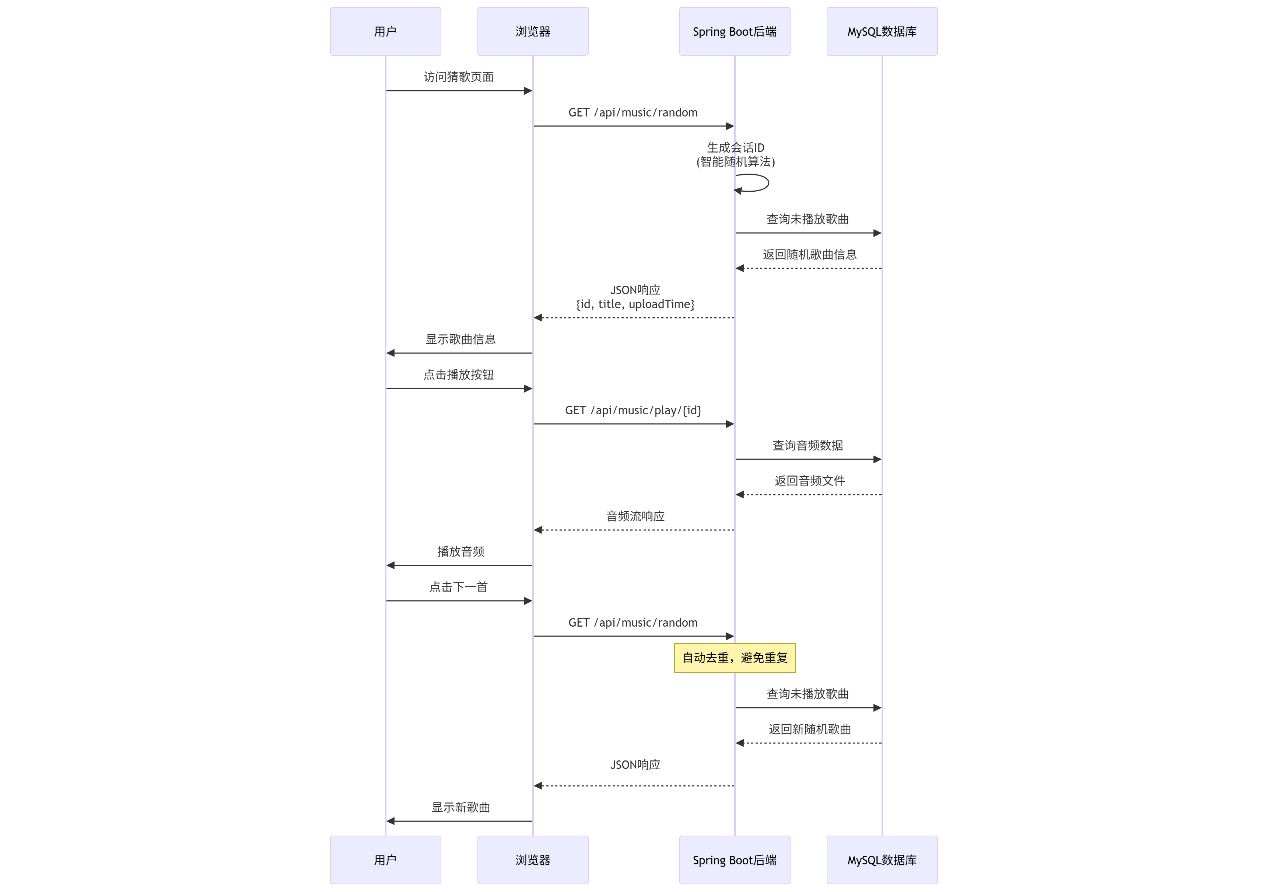 用户
浏览器
Spring Boot后端
MySQL数据库
访问猜歌页面
GET /api/music/random
生成会话ID
(智能随机算法)
查询未播放歌曲
返回随机歌曲信息
JSON响应
{id, title, uploadTime}
显示歌曲信息
点击播放按钮
GET /api/music/play/{id}
查询音频数据
返回音频文件
音频流响应
播放音频
点击下一首
GET /api/music/random
自动去重，避免重复
查询未播放歌曲
返回新随机歌曲
JSON响应
显示新歌曲
用户
浏览器
Spring Boot后端
MySQL数据库